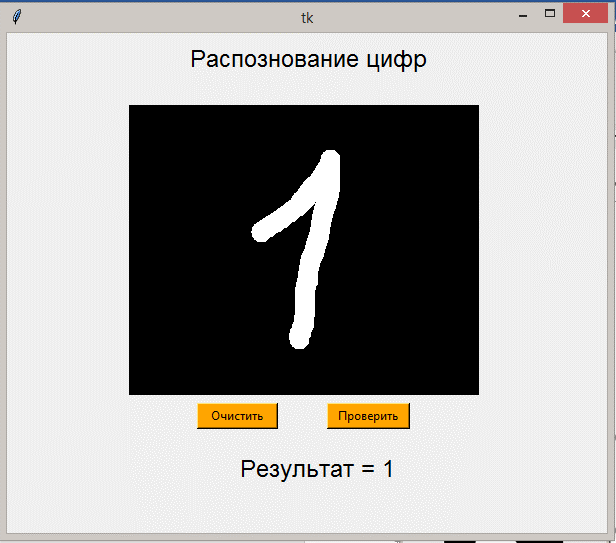 tk
Распознование цифр
1
Очистить Проверить
Результат = 1